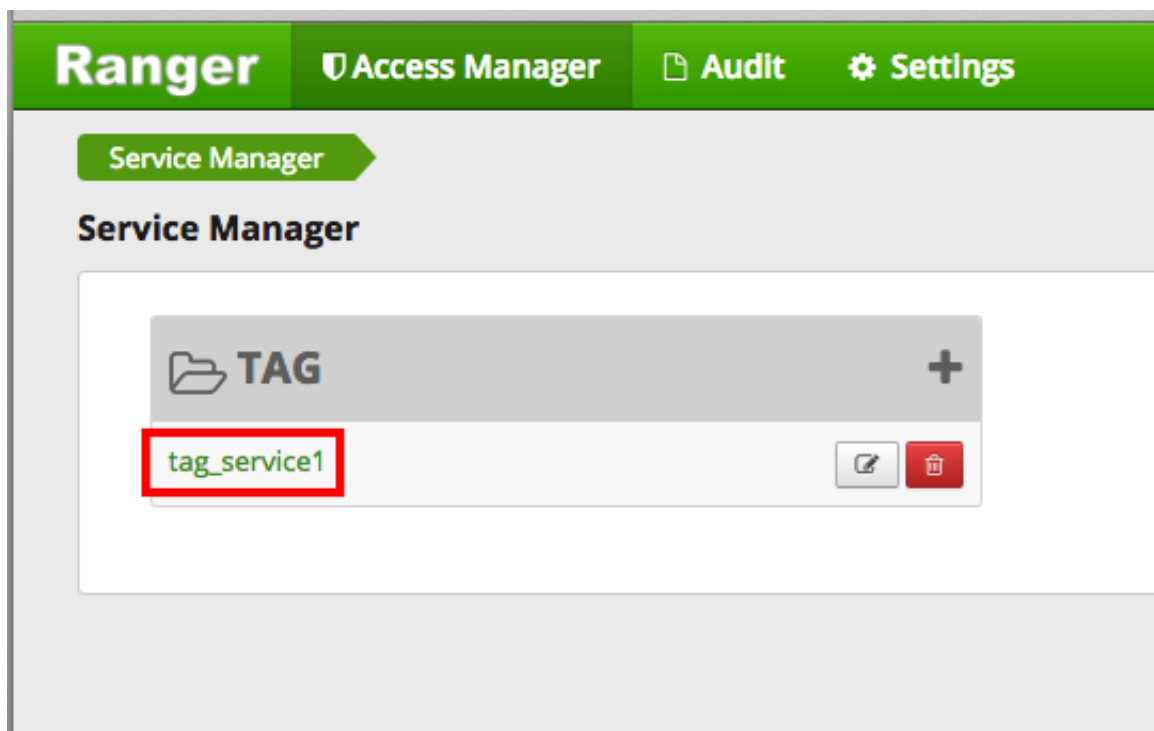 Ranger Access Manager Audit Settings
Service Manager
Service Manager
TAG
tag_service1